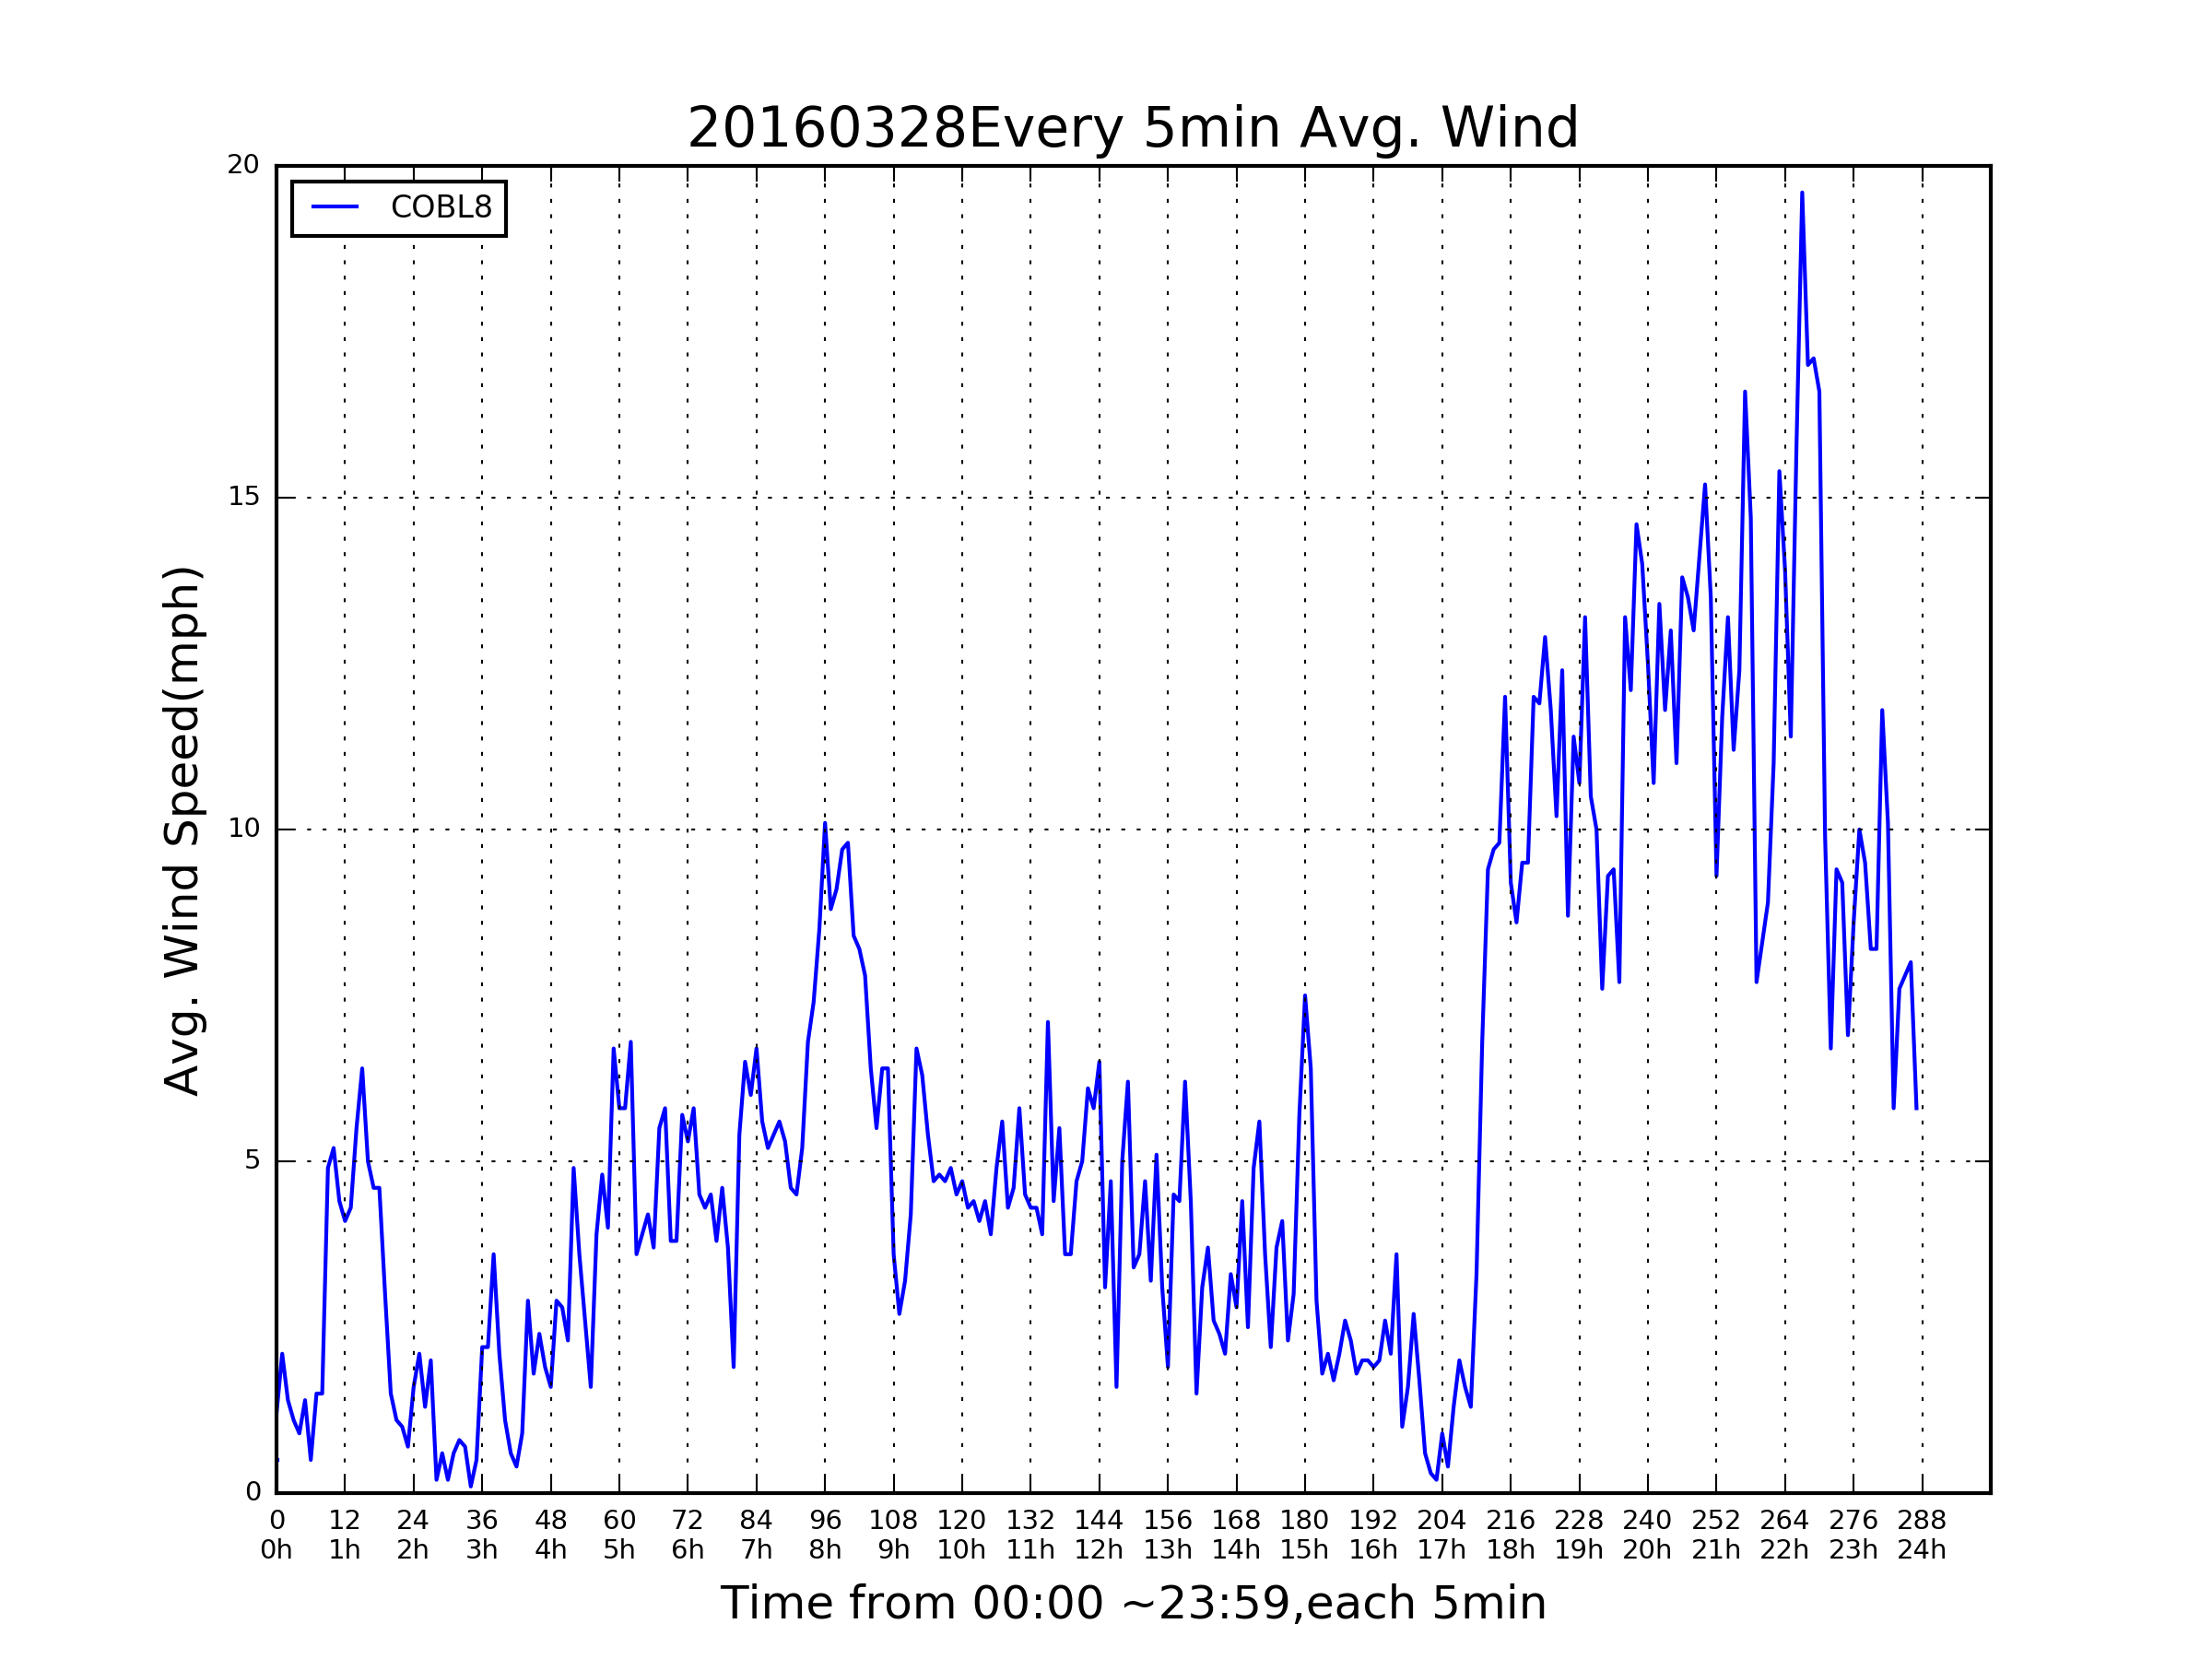 20160328Every 5min Avg. Wind
COBL8
Avg. Wind Speed(mph)
20
15
10
5
0
0 12 24 36 48 60 72 84 96 108 120 132 144 156 168 180 192 204 216 228 240 252 264 276 288
0h 1h 2h 3h 4h 5h 6h 7h 8h 9h 10h 11h 12h 13h 14h 15h 16h 17h 18h 19h 20h 21h 22h 23h 24h
Time from 00:00 ~23:59,each 5min